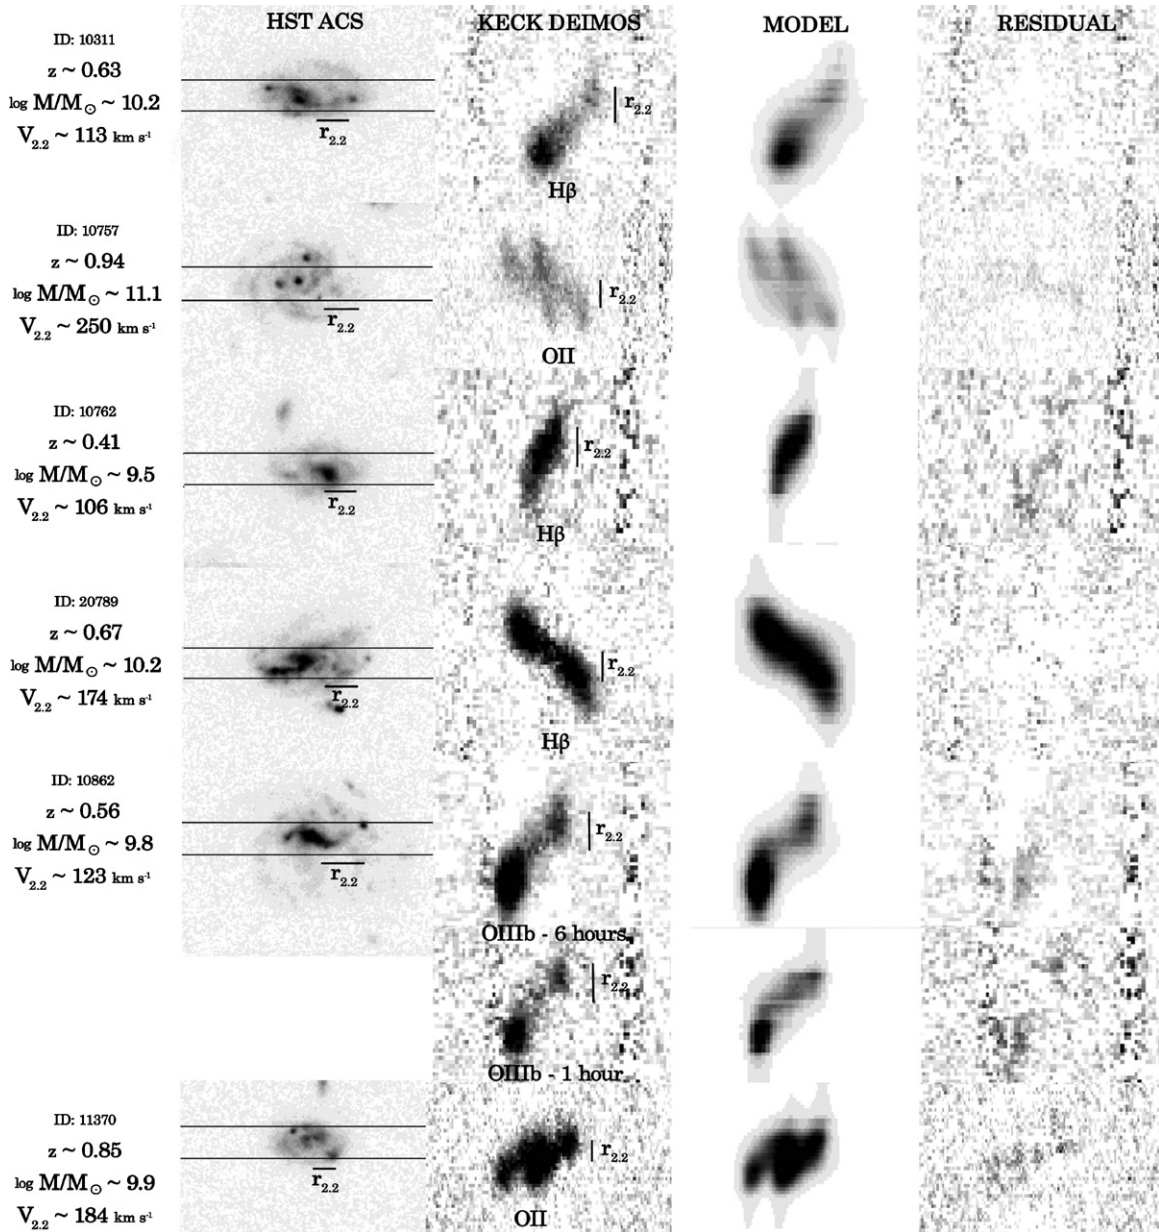 HST ACS KECK DEIMOS MODEL RESIDUAL
ID: 10311
z ~ 0.63
log M/M☉ ~ 10.2
V2.2 ~ 113 km s-1
r2.2
r2.2
Hβ
ID: 10757
z ~ 0.94
log M/M☉ ~ 11.1
V2.2 ~ 250 km s-1
r2.2
r2.2
OII
ID: 10762
z ~ 0.41
log M/M☉ ~ 9.5
V2.2 ~ 106 km s-1
r2.2
r2.2
Hβ
ID: 20789
z ~ 0.67
log M/M☉ ~ 10.2
V2.2 ~ 174 km s-1
r2.2
r2.2
Hβ
ID: 10862
z ~ 0.56
log M/M☉ ~ 9.8
V2.2 ~ 123 km s-1
r2.2
r2.2
OIIIb - 6 hours
r2.2
OIIIb - 1 hour
ID: 11370
z ~ 0.85
log M/M☉ ~ 9.9
V2.2 ~ 184 km s-1
r2.2
r2.2
OII